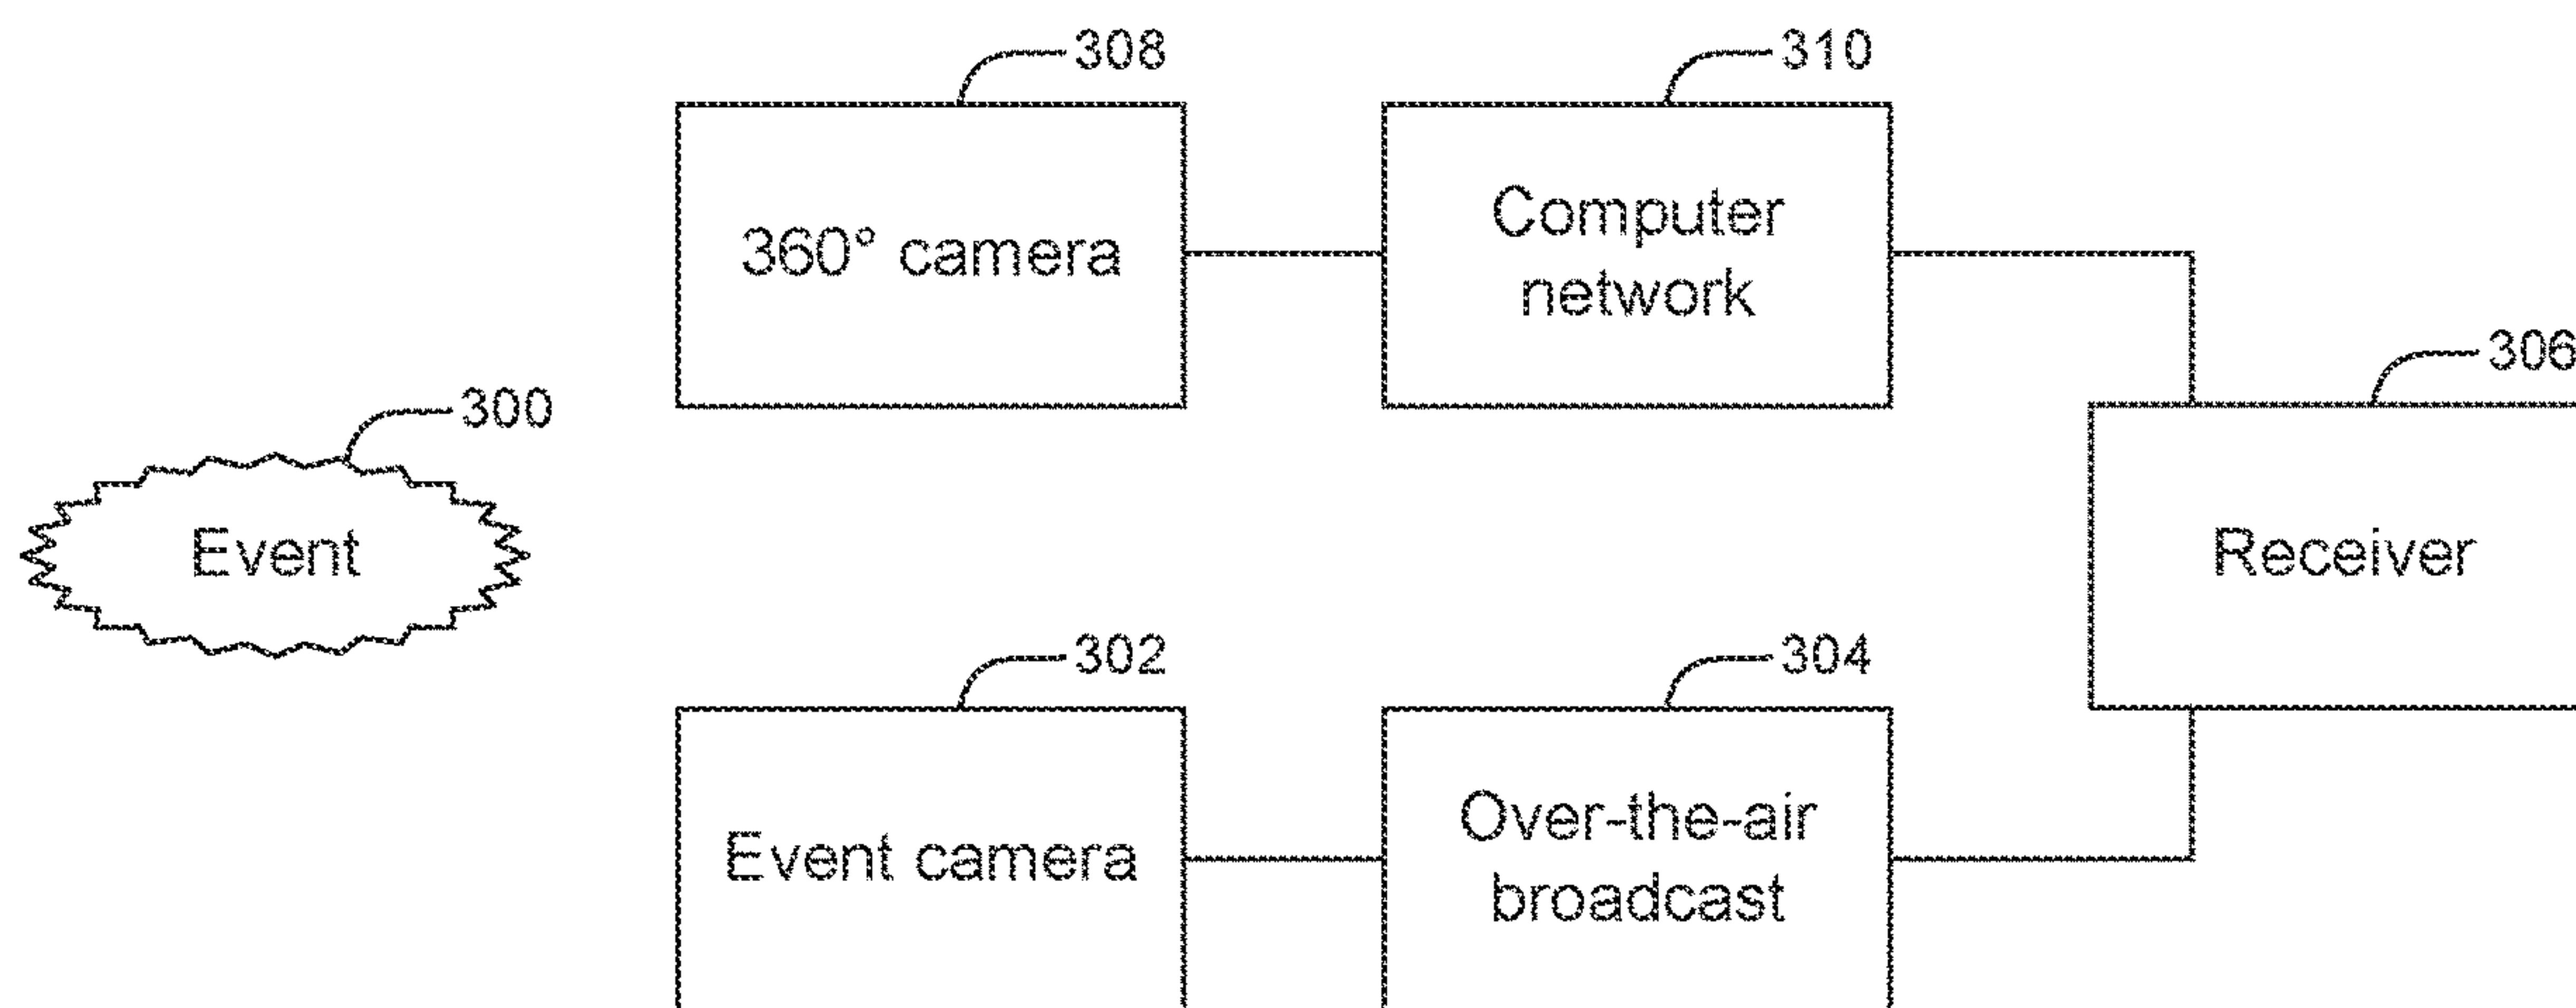 308
310
360° camera
Computer
network
306
300
Event
Receiver
302
304
Event camera
Over-the-air
broadcast